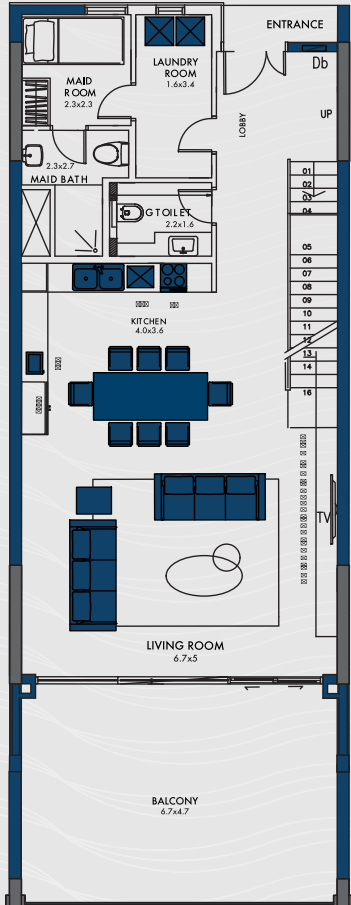 ENTRANCE
Db
LAUNDRY
ROOM
1.6x3.4
MAID
ROOM
2.3x2.3
LOBBY
UP
2.3x2.7
MAID BATH
01
02
03
04
G TOILET
2.2x1.6
05
06
07
08
09
10
11
12
13
14
16
KITCHEN
4.0x3.6
TV
LIVING ROOM
6.7x5
BALCONY
6.7x4.7